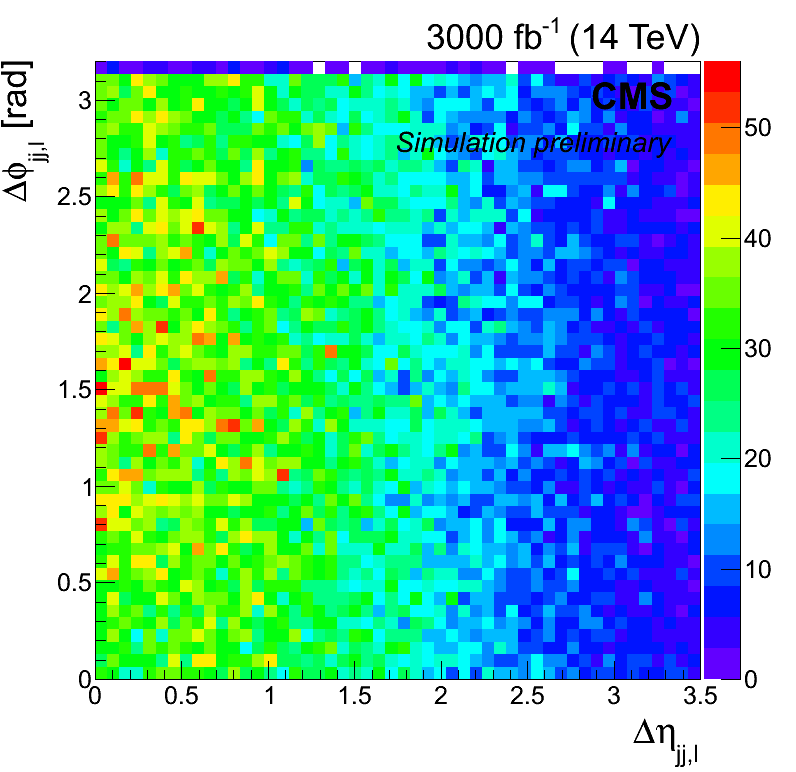 3000 fb-1 (14 TeV)
CMS
Simulation preliminary
Δϕjj,l [rad]
3
2.5
2
1.5
1
0.5
0
0 0.5 1 1.5 2 2.5 3 3.5
Δηjj,l
50
40
30
20
10
0